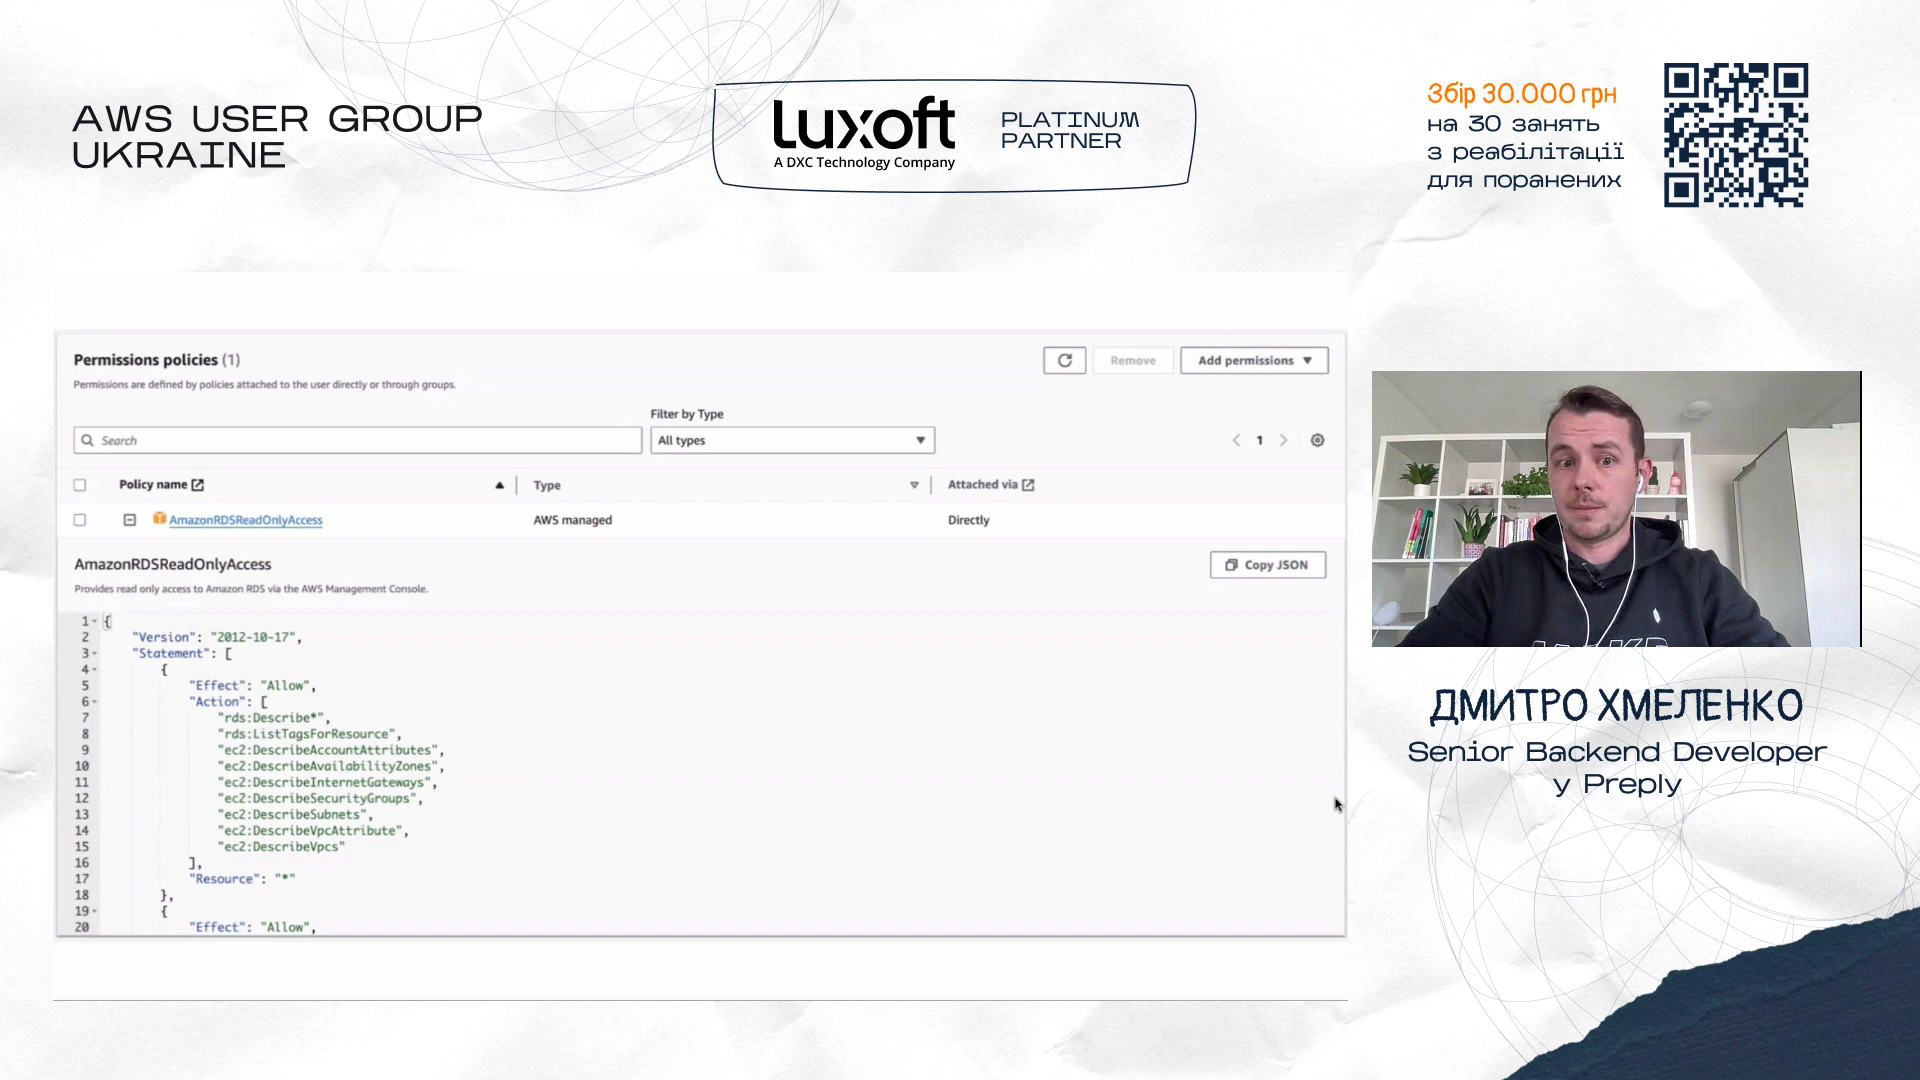 AWS USER GROUP
UKRAINE
luxoft
A DXC Technology Company
PLATINUM
PARTNER
Збір 30.000 грн
на 30 занять
з реабілітації
для поранених
Permissions policies (1)
Remove
Add permissions
Permissions are defined by policies attached to the user directly or through groups.
Filter by Type
Search
All types
1
Policy name
Type
Attached via
AmazonRDSReadOnlyAccess
AWS managed
Directly
AmazonRDSReadOnlyAccess
Copy JSON
Provides read only access to Amazon RDS via the AWS Management Console.
1 {
2 "Version": "2012-10-17",
3 "Statement": [
4 {
5 "Effect": "Allow",
6 "Action": [
7 "rds:Describe*",
8 "rds:ListTagsForResource",
9 "ec2:DescribeAccountAttributes",
10 "ec2:DescribeAvailabilityZones",
11 "ec2:DescribeInternetGateways",
12 "ec2:DescribeSecurityGroups",
13 "ec2:DescribeSubnets",
14 "ec2:DescribeVpcAttribute",
15 "ec2:DescribeVpcs"
16 ],
17 "Resource": "*"
18 },
19 {
20 "Effect": "Allow",
ДМИТРО ХМЕЛЕНКО
Senior Backend Developer
у Preply